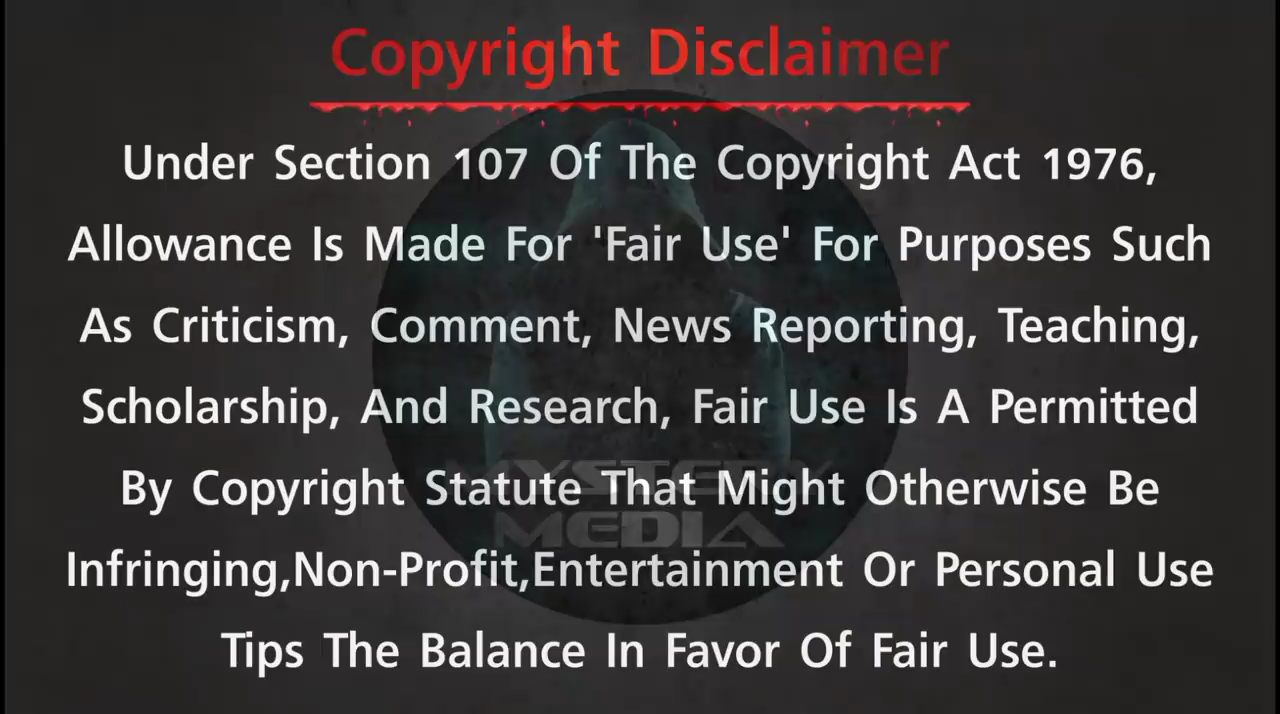 Copyright Disclaimer
Under Section 107 Of The Copyright Act 1976,
Allowance Is Made For 'Fair Use' For Purposes Such
As Criticism, Comment, News Reporting, Teaching,
Scholarship, And Research, Fair Use Is A Permitted
By Copyright Statute That Might Otherwise Be
MYSTERY
MEDIA
Infringing,Non-Profit,Entertainment Or Personal Use
Tips The Balance In Favor Of Fair Use.